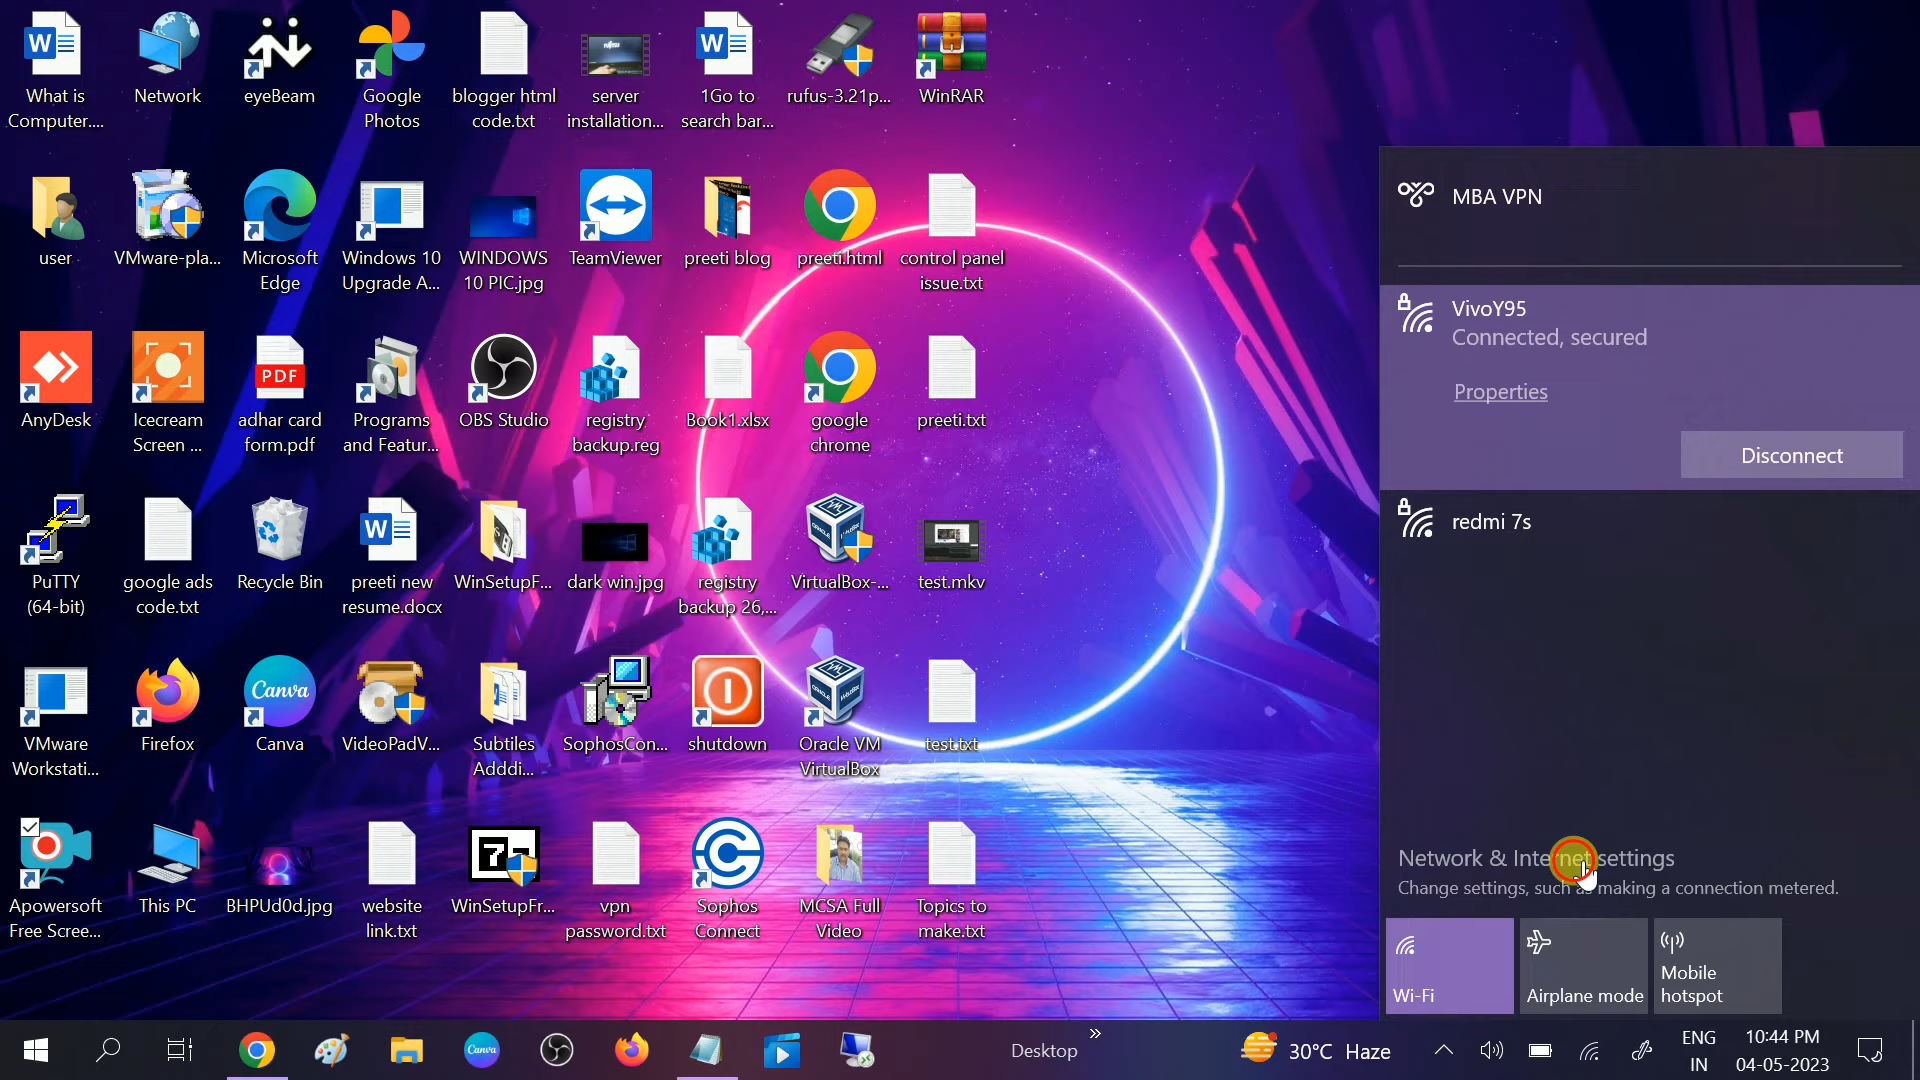 What is
Computer....
Network
eyeBeam
Google
Photos
blogger html
code.txt
server
installation...
1Go to
search bar...
rufus-3.21p...
WinRAR
user
VMware-pla...
Microsoft
Edge
Windows 10
Upgrade A...
WINDOWS
10 PIC.jpg
TeamViewer
preeti blog
preeti.html
control panel
issue.txt
AnyDesk
Icecream
Screen ...
PDF
adhar card
form.pdf
Programs
and Featur...
OBS Studio
registry
backup.reg
Book1.xlsx
google
chrome
preeti.txt
PuTTY
(64-bit)
google ads
code.txt
Recycle Bin
preeti new
resume.docx
WinSetupF...
dark win.jpg
registry
backup 26,...
VirtualBox-...
test.mkv
VMware
Workstati...
Firefox
Canva
Canva
VideoPadV...
Subtiles
Adddi...
SophosCon...
shutdown
Oracle VM
VirtualBox
test.txt
Apowersoft
Free Scree...
This PC
BHPUd0d.jpg
website
link.txt
WinSetupFr...
vpn
password.txt
Sophos
Connect
MCSA Full
Video
Topics to
make.txt
MBA VPN
VivoY95
Connected, secured
Properties
Disconnect
redmi 7s
Network & Internet settings
Change settings, such as making a connection metered.
Wi-Fi
Airplane mode
Mobile
hotspot
Canva
Desktop
30°C Haze
ENG
IN
10:44 PM
04-05-2023